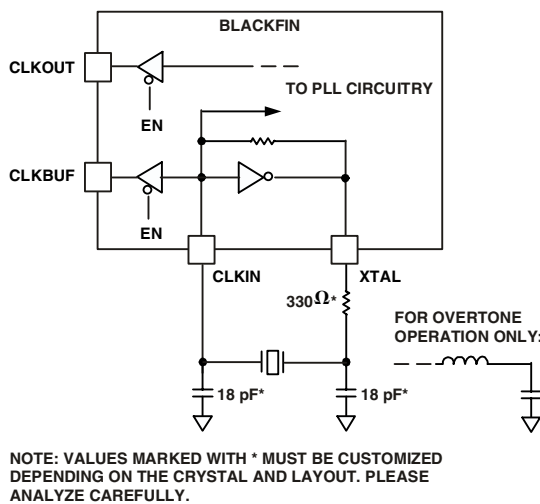 BLACKFIN
CLKOUT
TO PLL CIRCUITRY
EN
CLKBUF
EN
CLKIN
XTAL
330Ω*
FOR OVERTONE
OPERATION ONLY:
18 pF*
18 pF*
NOTE: VALUES MARKED WITH * MUST BE CUSTOMIZED
DEPENDING ON THE CRYSTAL AND LAYOUT. PLEASE
ANALYZE CAREFULLY.